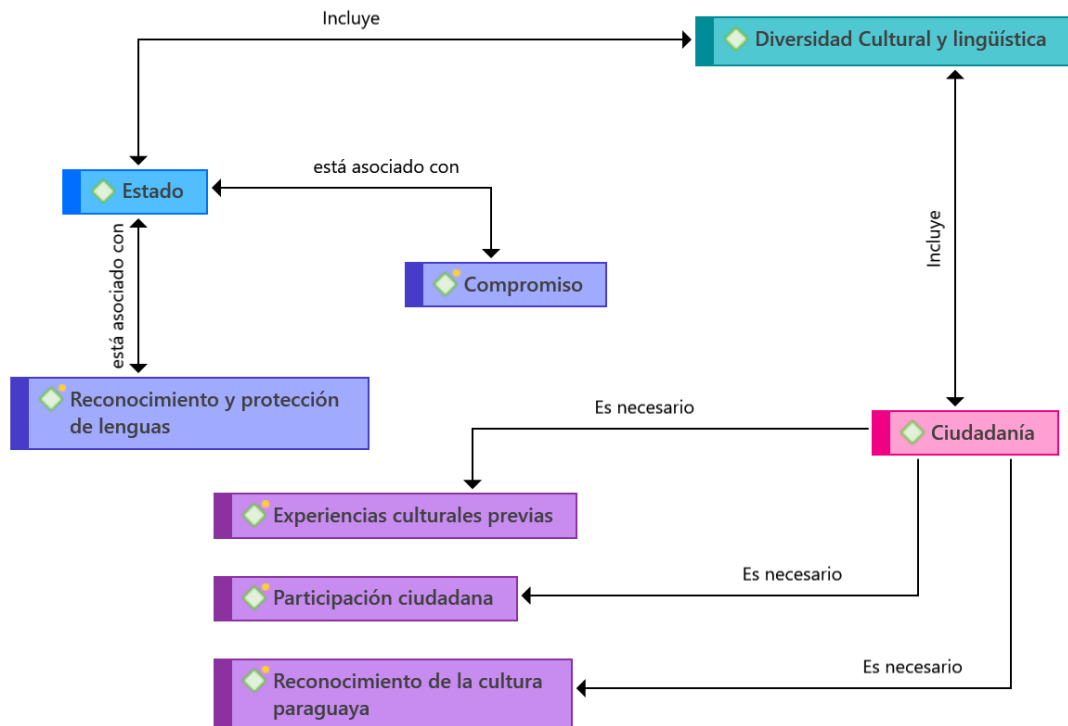 Incluye
Diversidad Cultural y lingüística
está asociado con
Estado
está asociado con
Incluye
Compromiso
Reconocimiento y protección
de lenguas
Es necesario
Ciudadanía
Experiencias culturales previas
Es necesario
Participación ciudadana
Es necesario
Reconocimiento de la cultura
paraguaya